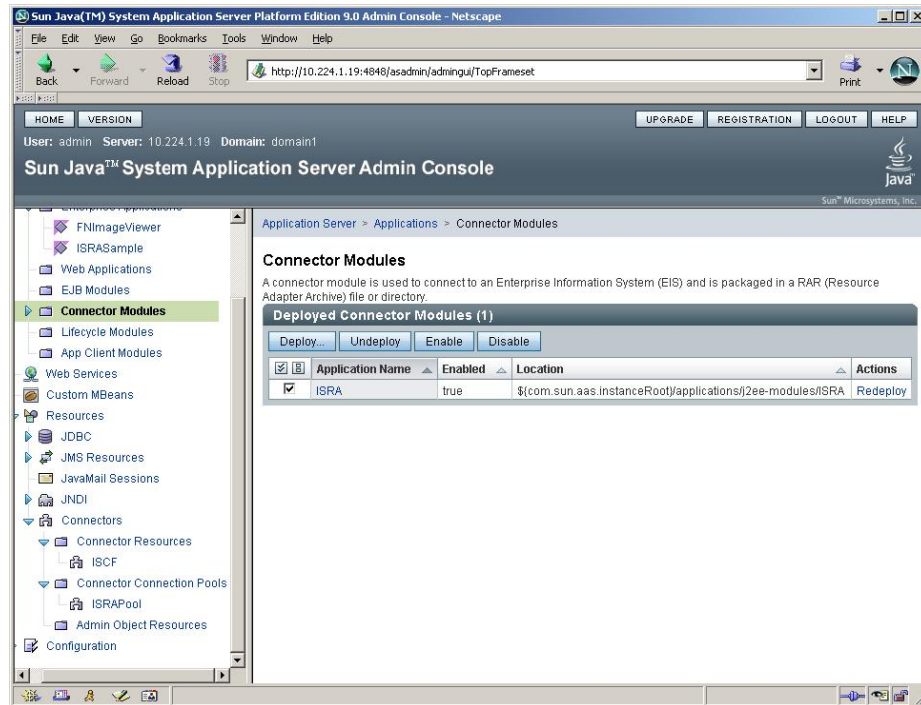 Sun Java(TM) System Application Server Platform Edition 9.0 Admin Console - Netscape
File Edit View Go Bookmarks Tools Window Help
Back Forward Reload Stop http://10.224.1.19:4848/asadmin/admingui/TopFrameset Print N
HOME VERSION UPGRADE REGISTRATION LOGOUT HELP
User: admin Server: 10.224.1.19 Domain: domain1
Sun Java™ System Application Server Admin Console
Java™
Sun™ Microsystems, Inc.
Enterprise Applications
FNImageViewer
ISRASample
Web Applications
EJB Modules
Connector Modules
Lifecycle Modules
App Client Modules
Web Services
Custom MBeans
Resources
JDBC
JMS Resources
JavaMail Sessions
JNDI
Connectors
Connector Resources
ISCF
Connector Connection Pools
ISRAPool
Admin Object Resources
Configuration
Application Server > Applications > Connector Modules
Connector Modules
A connector module is used to connect to an Enterprise Information System (EIS) and is packaged in a RAR (Resource
Adapter Archive) file or directory.
Deployed Connector Modules (1)
Deploy... Undeploy Enable Disable
Application Name Enabled Location Actions
ISRA true ${com.sun.aas.instanceRoot}/applications/j2ee-modules/ISRA Redeploy